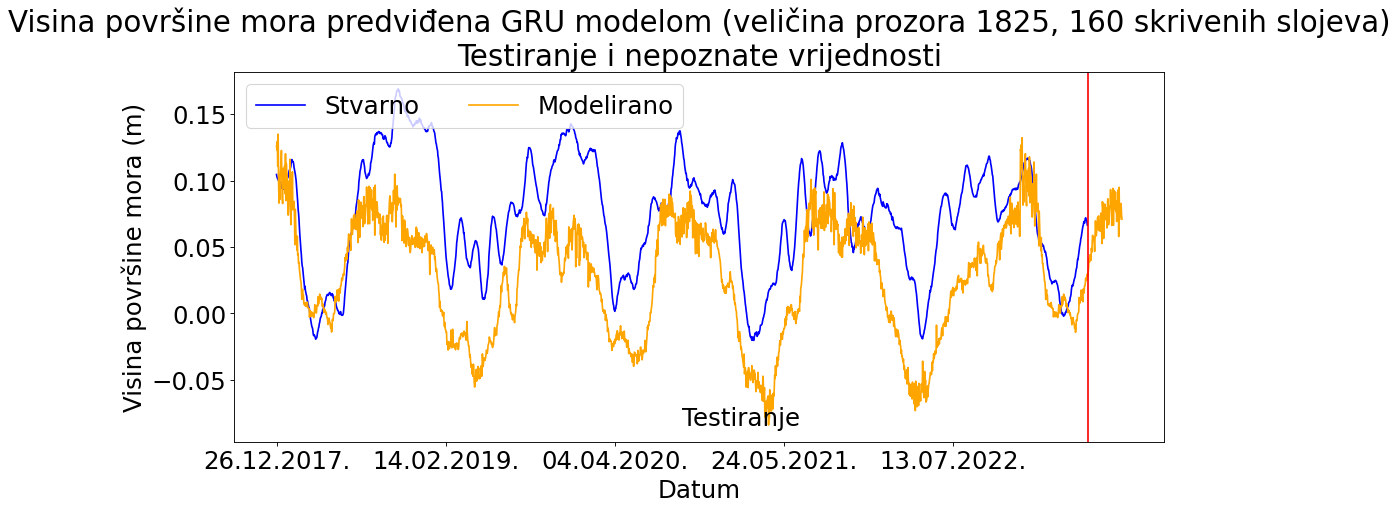 Visina površine mora predviđena GRU modelom (veličina prozora 1825, 160 skrivenih slojeva)
Testiranje i nepoznate vrijednosti
Stvarno Modelirano
Visina površine mora (m)
0.15
0.10
0.05
0.00
−0.05
Testiranje
26.12.2017. 14.02.2019. 04.04.2020. 24.05.2021. 13.07.2022.
Datum